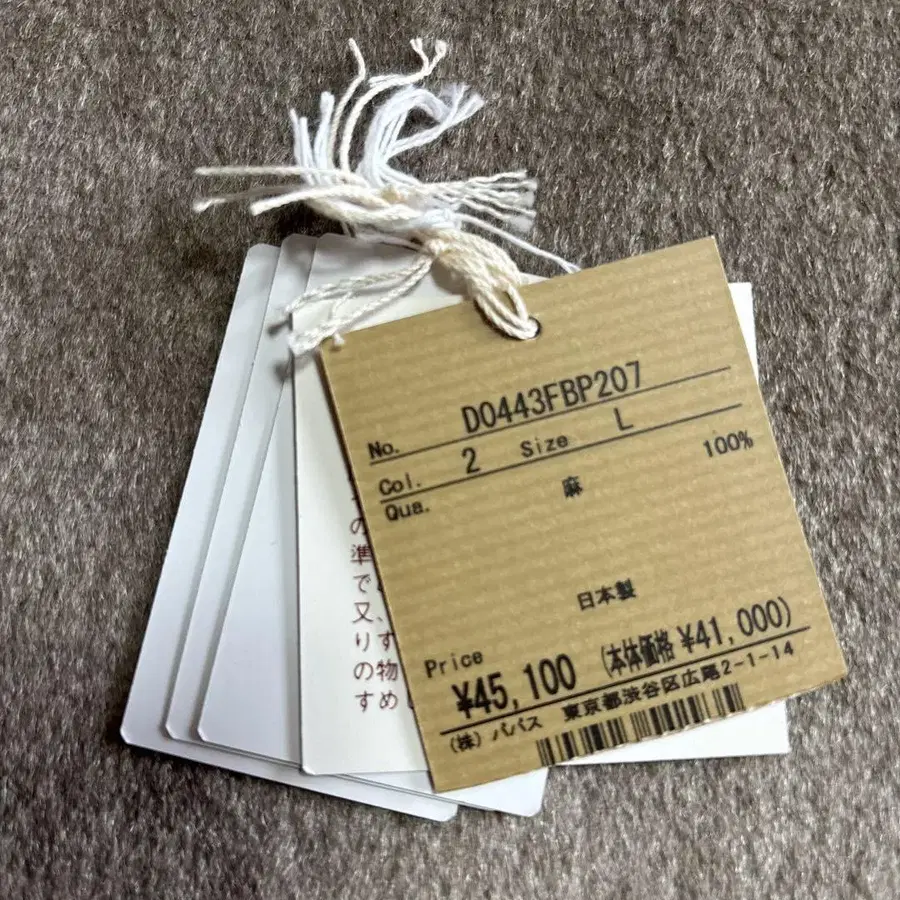 No. D0443FBP207
Col. 2 Size L
Qua. 麻 100%
日本製
Price
¥45,100 (本体価格 ¥41,000)
(株) パパス 東京都渋谷区広尾2-1-14
の準で又りのす
、す物め